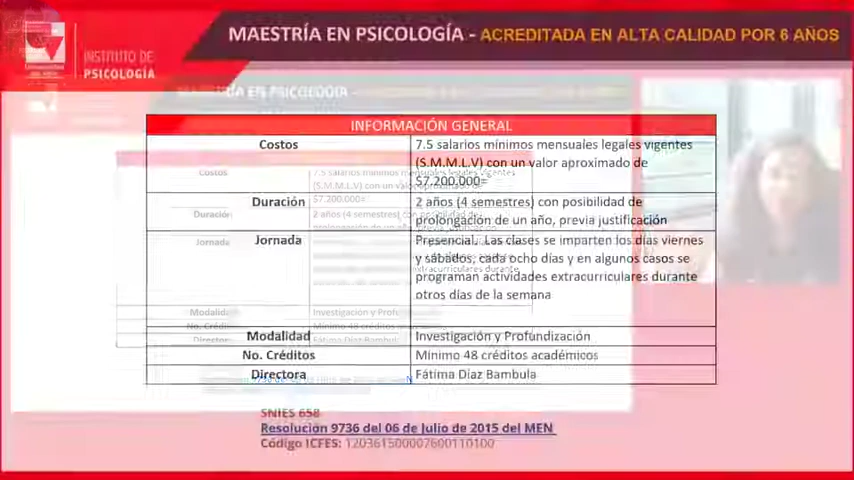 MAESTRÍA EN PSICOLOGÍA - ACREDITADA EN ALTA CALIDAD POR 6 AÑOS
INSTITUTO DE
PSICOLOGÍA
INFORMACIÓN GENERAL
Costos
7.5 salarios mínimos mensuales legales vigentes
(S.M.M.L.V) con un valor aproximado de
$7.200.000=
Duración
2 años (4 semestres) con posibilidad de
prolongación de un año, previa justificación
Jornada
Presencial. Las clases se imparten los días viernes
y sábados, cada ocho días y en algunos casos se
programan actividades extracurriculares durante
otros días de la semana
Modalidad
Investigación y Profundización
No. Créditos
Mínimo 48 créditos académicos
Directora
Fátima Díaz Bambula
SNIES 658
Resolución 9736 del 06 de Julio de 2015 del MEN
Código ICFES: 120361500007600110100